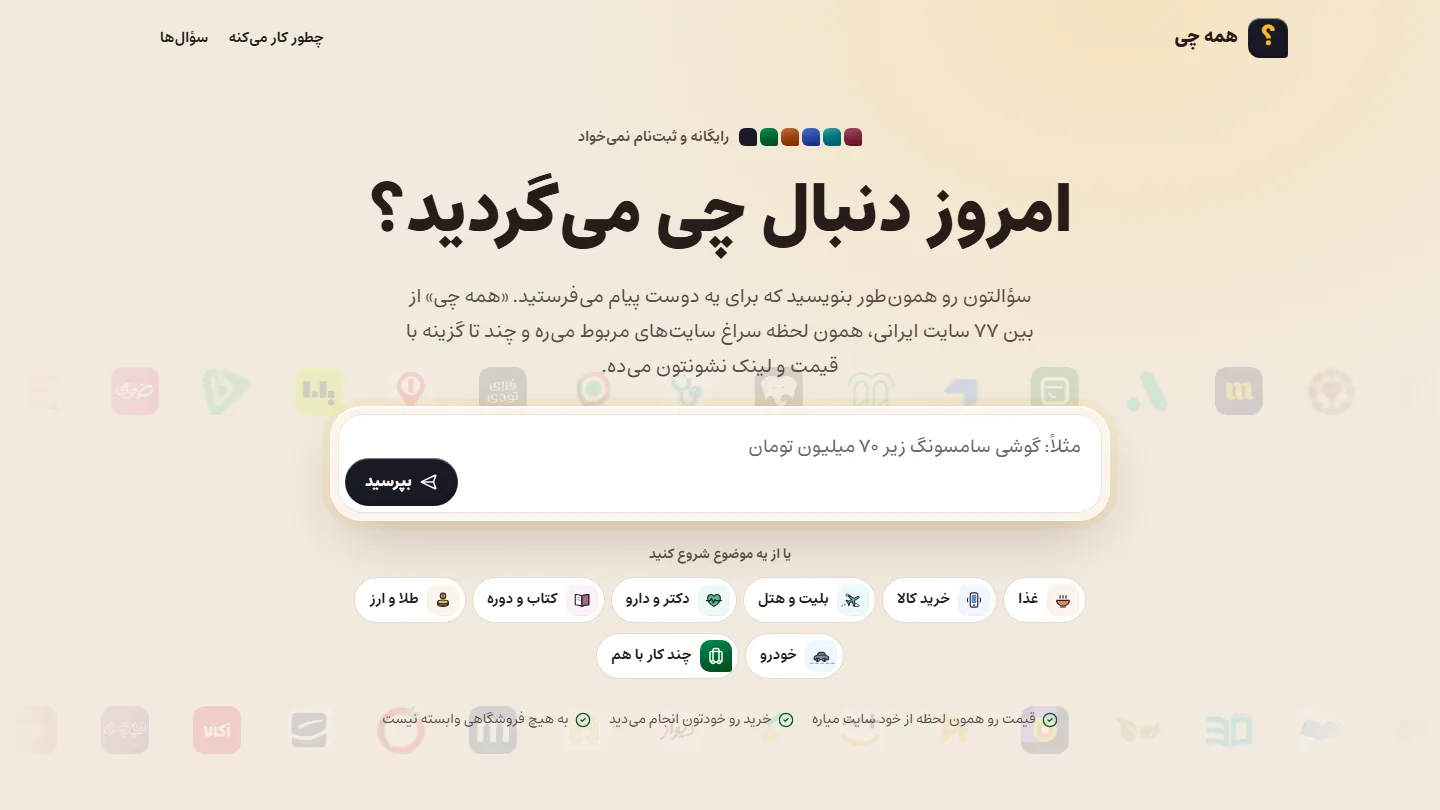 همه چی
چطور کار می‌کنه
سؤال‌ها
رایگانه و ثبت‌نام نمی‌خواد
امروز دنبال چی می‌گردید؟
سؤالتون رو همون‌طور بنویسید که برای یه دوست پیام می‌فرستید. «همه چی» از
بین ۷۷ سایت ایرانی، همون لحظه سراغ سایت‌های مربوط می‌ره و چند تا گزینه با
قیمت و لینک نشونتون می‌ده.
مثلاً: گوشی سامسونگ زیر ۷۰ میلیون تومان
بپرسید
یا از یه موضوع شروع کنید
غذا
خرید کالا
بلیت و هتل
دکتر و دارو
کتاب و دوره
طلا و ارز
خودرو
چند کار با هم
قیمت رو همون لحظه از خود سایت میاره
خرید رو خودتون انجام می‌دید
به هیچ فروشگاهی وابسته نیست